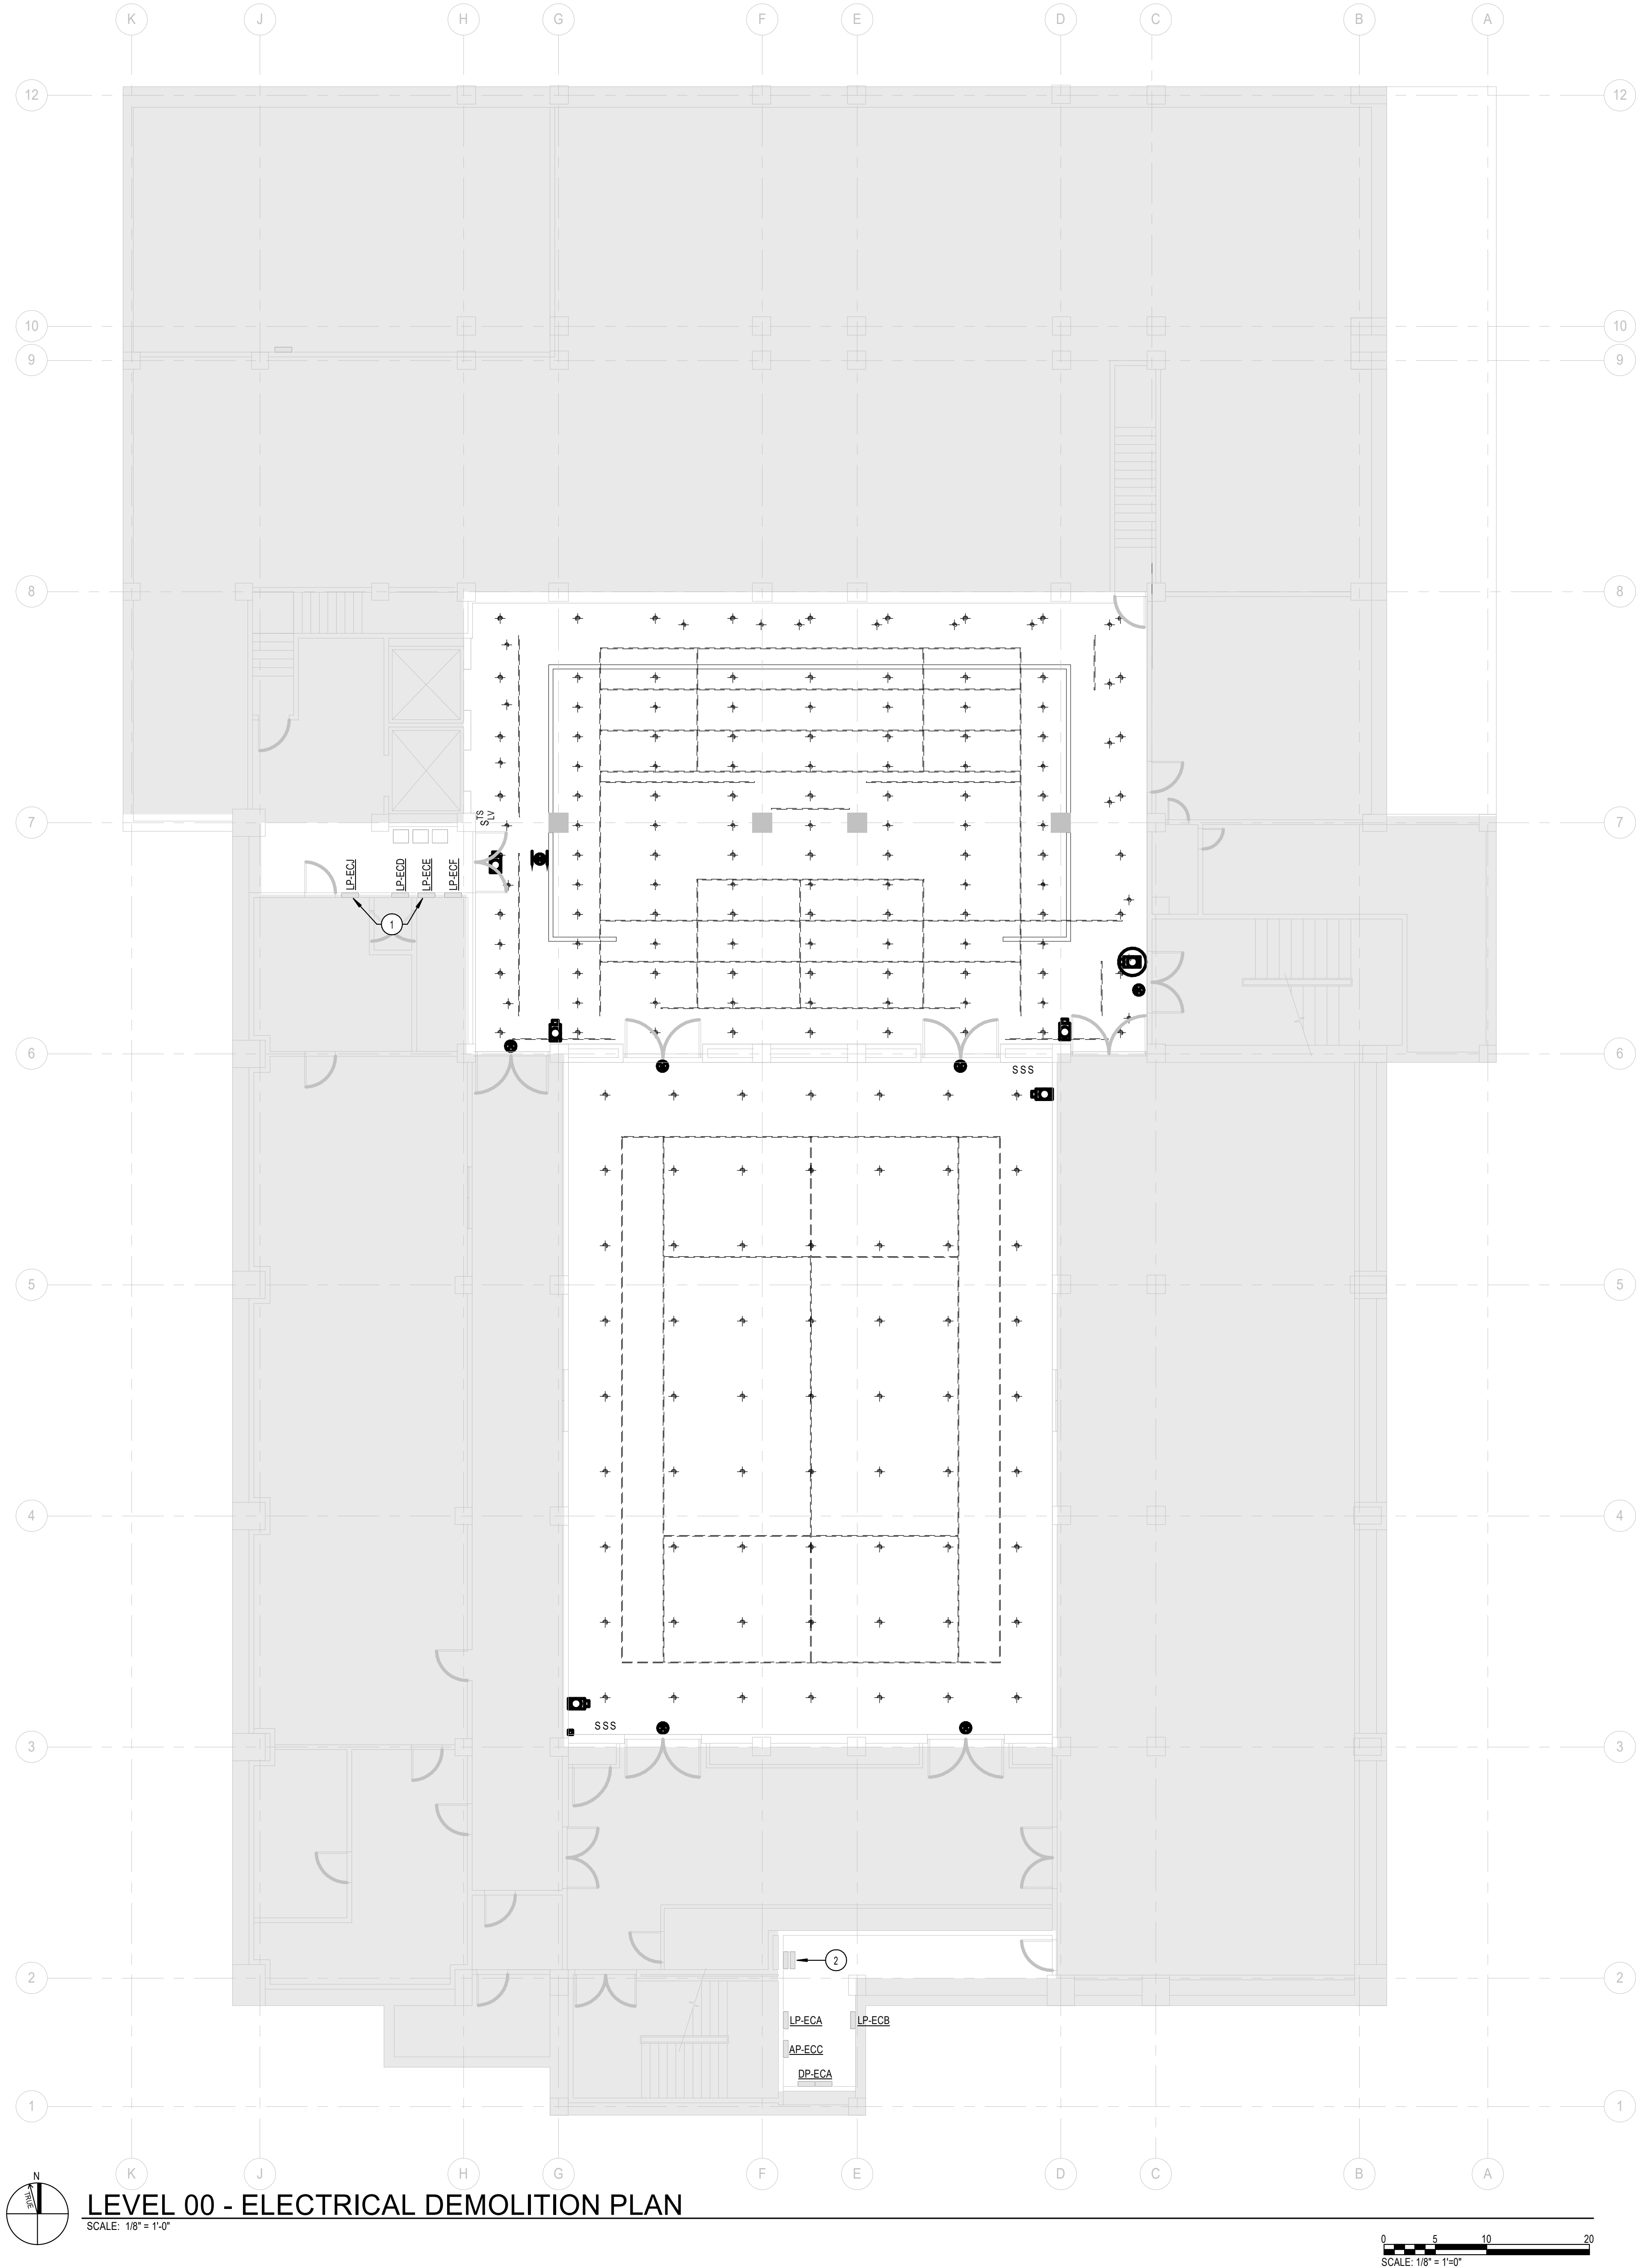 K J H G F E D C B A
12 12
10 10
9 9
8 8
S TS LV
7 7
LP-ECJ LP-ECD LP-ECE LP-ECF
1
6 6
SSS
5 5
4 4
SSS
3 3
2
2 2
LP-ECA LP-ECB
AP-ECC
DP-ECA
1 1
K J H G F E D C B A
N
TRUE
LEVEL 00 - ELECTRICAL DEMOLITION PLAN
SCALE: 1/8" = 1'-0"
0 5 10 20
SCALE: 1/8" = 1'=0"